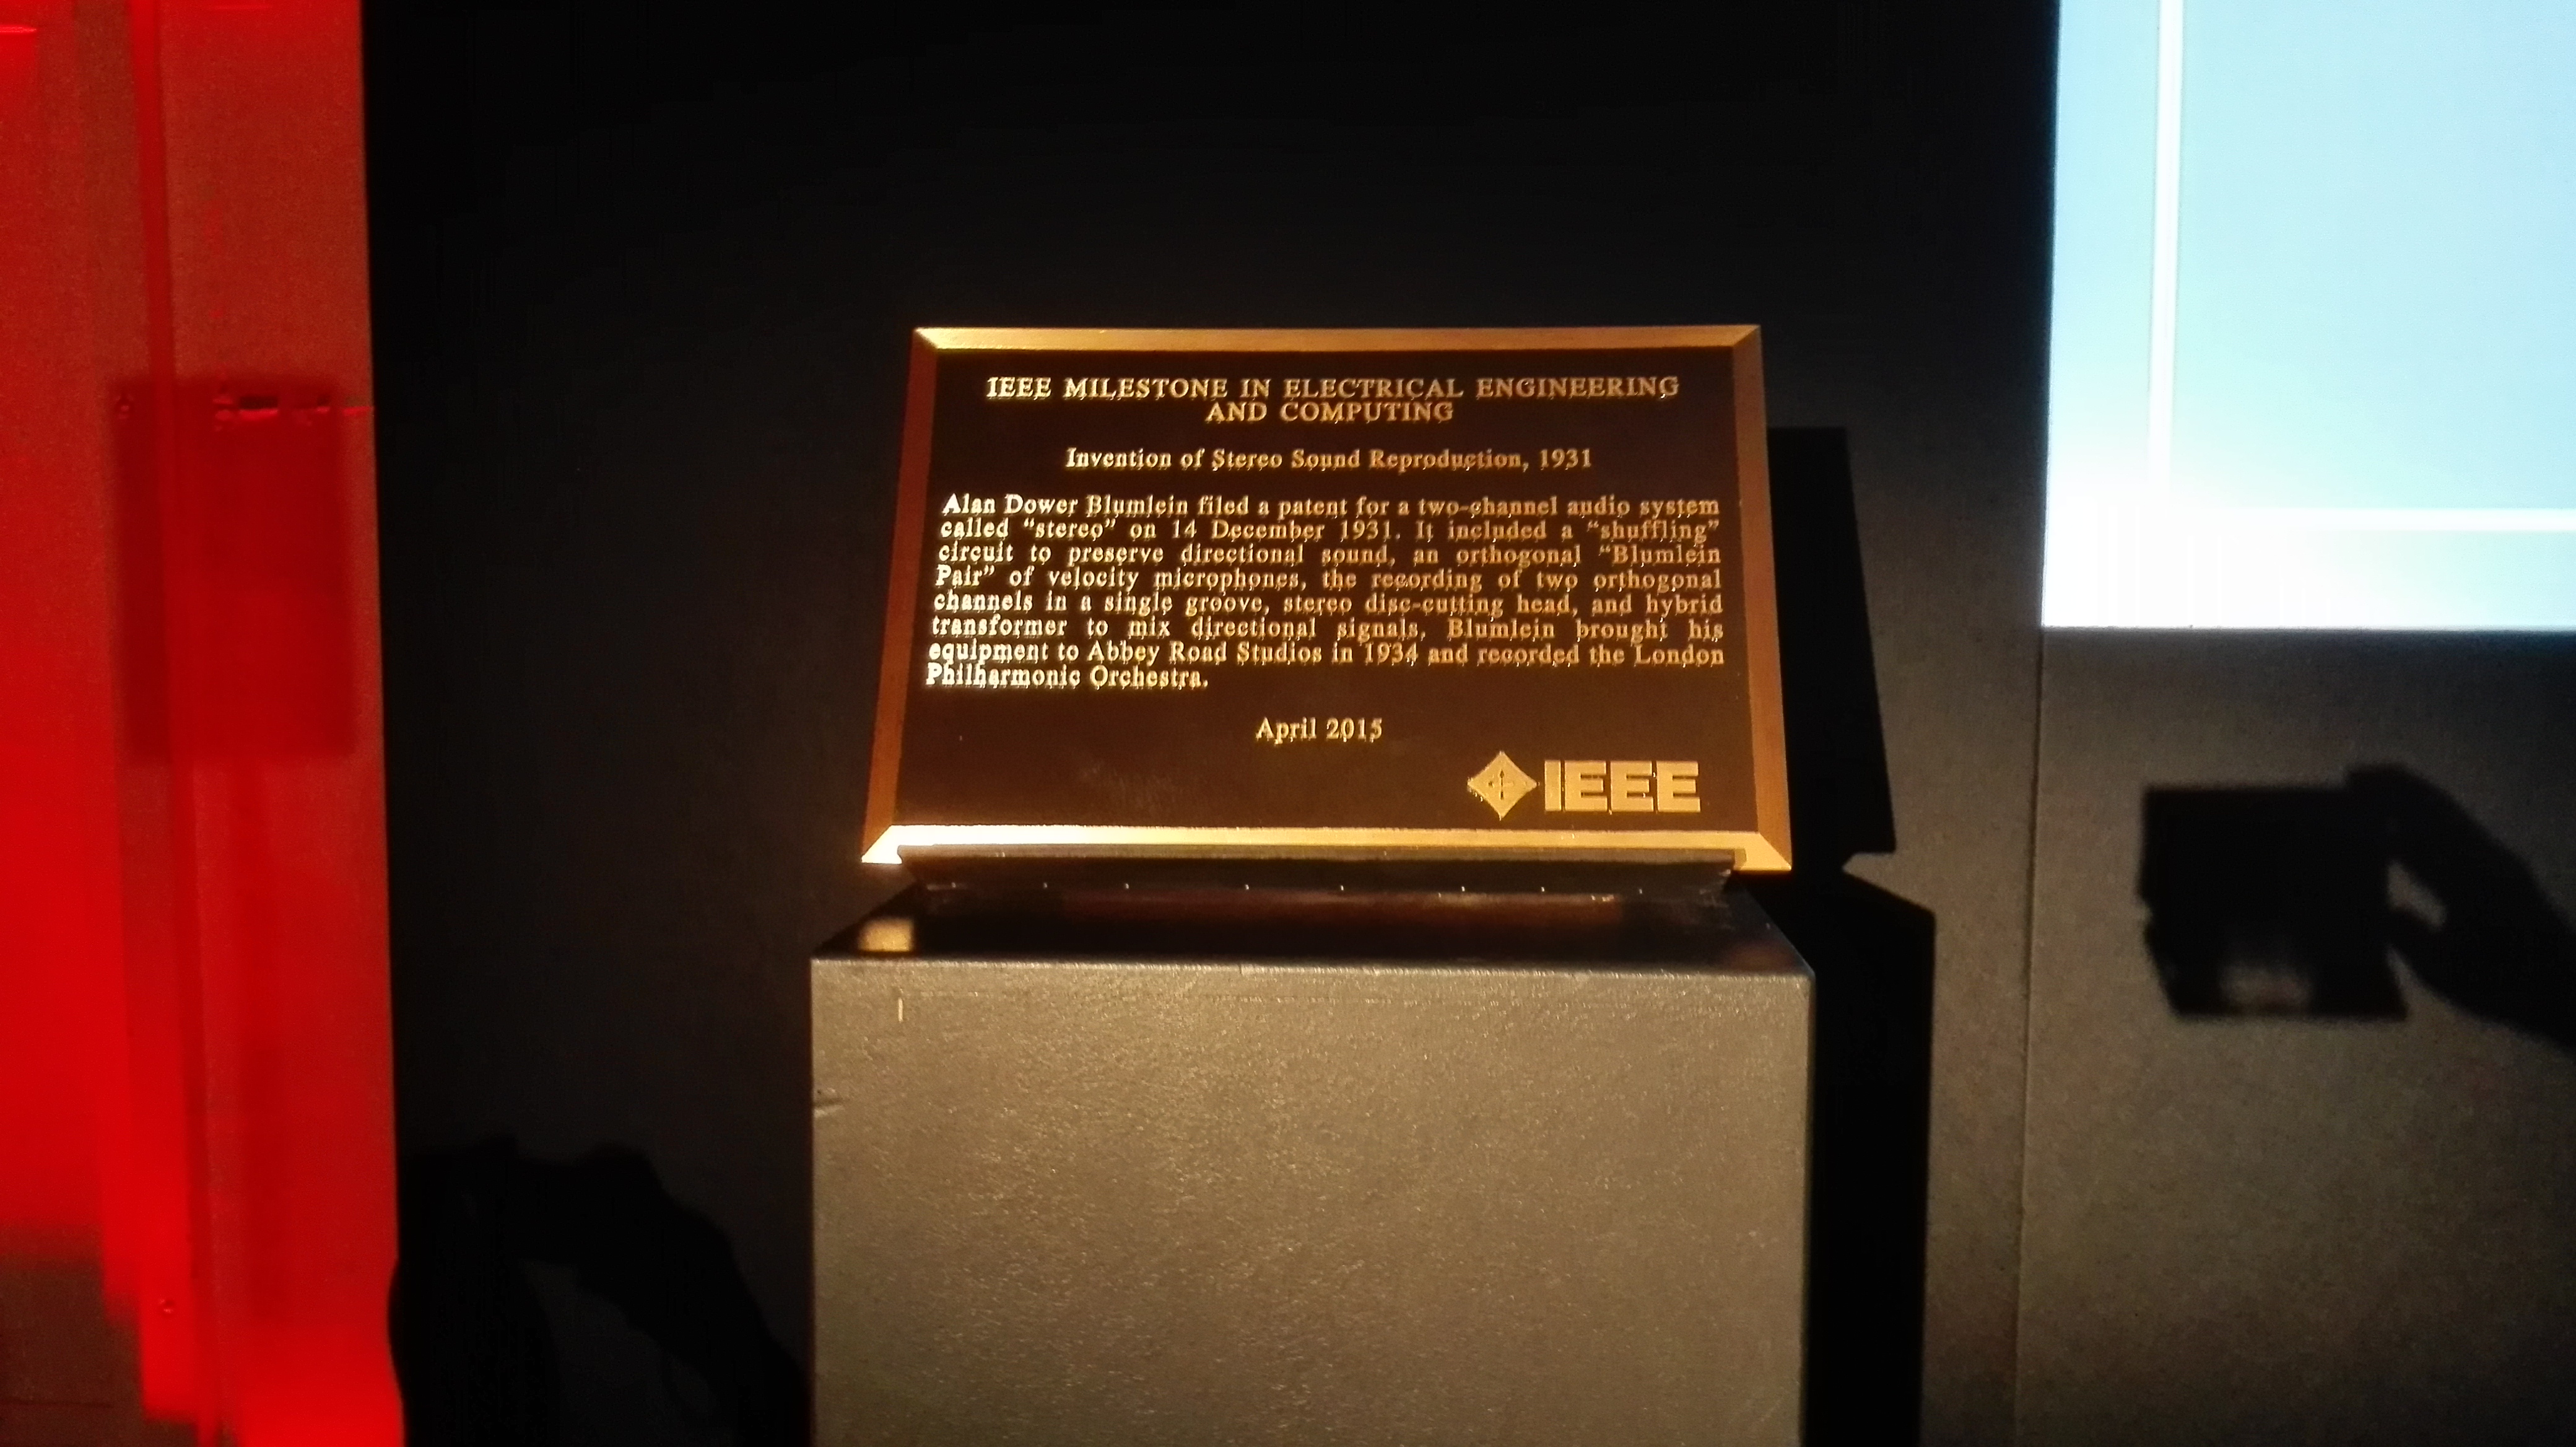 IEEE MILESTONE IN ELECTRICAL ENGINEERING
AND COMPUTING
Invention of Stereo Sound Reproduction, 1931
Alan Dower Blumlein filed a patent for a two-channel audio system
called “stereo” on 14 December 1931. It included a “shuffling”
circuit to preserve directional sound, an orthogonal “Blumlein
Pair” of velocity microphones, the recording of two orthogonal
channels in a single groove, stereo disc-cutting head, and hybrid
transformer to mix directional signals. Blumlein brought his
equipment to Abbey Road Studios in 1934 and recorded the London
Philharmonic Orchestra.
April 2015
IEEE